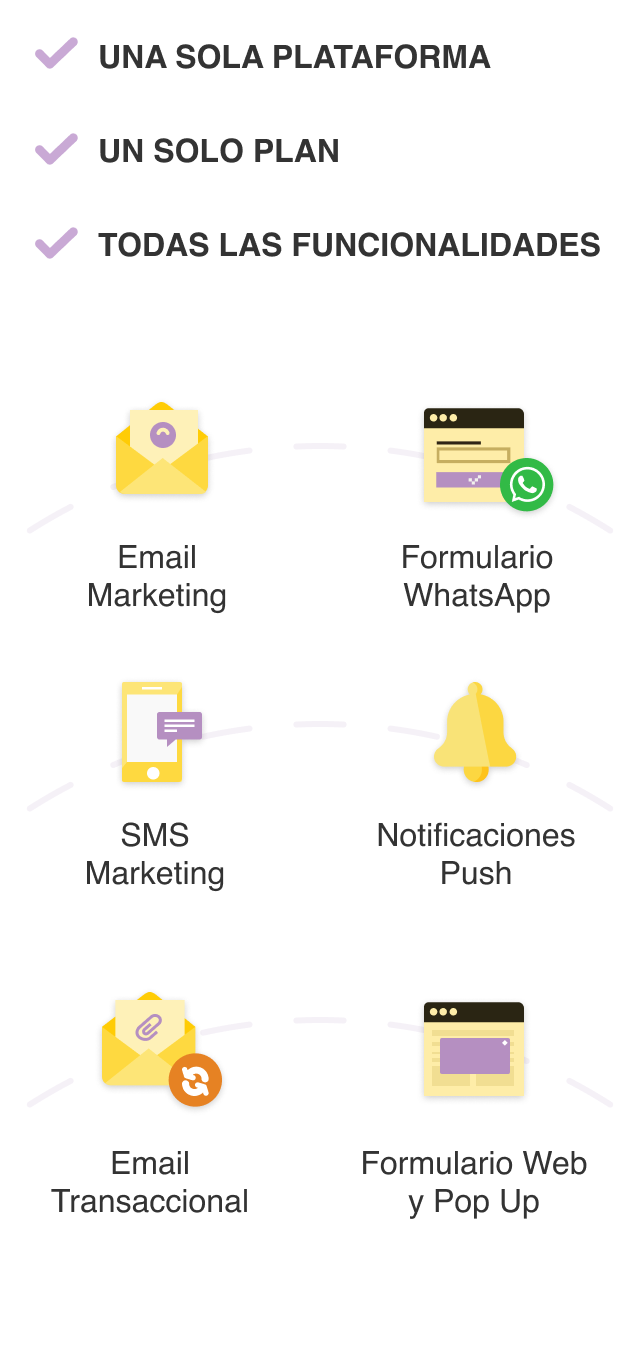 UNA SOLA PLATAFORMA
UN SOLO PLAN
TODAS LAS FUNCIONALIDADES
Email
Marketing
Formulario
WhatsApp
SMS
Marketing
Notificaciones
Push
Email
Transaccional
Formulario Web
y Pop Up